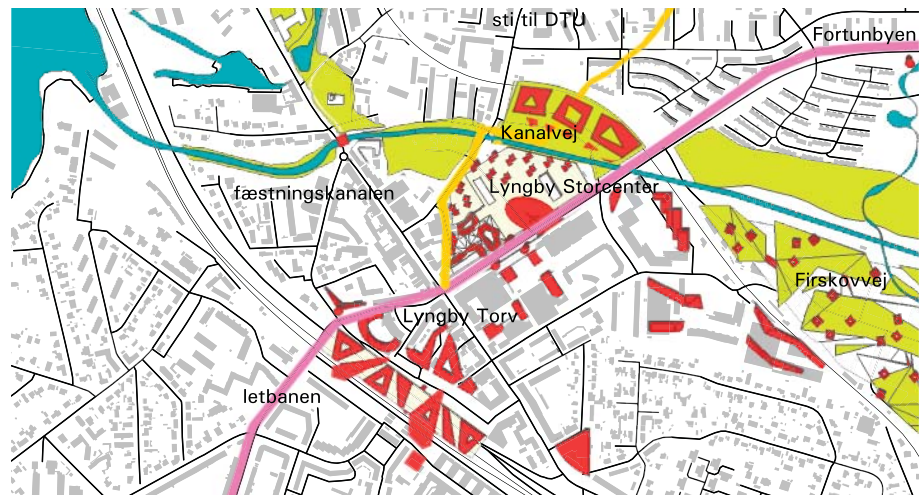 sti til DTU
Fortunbyen
Kanalvej
Lyngby Storcenter
fæstningskanalen
Firskovvej
Lyngby Torv
letbanen